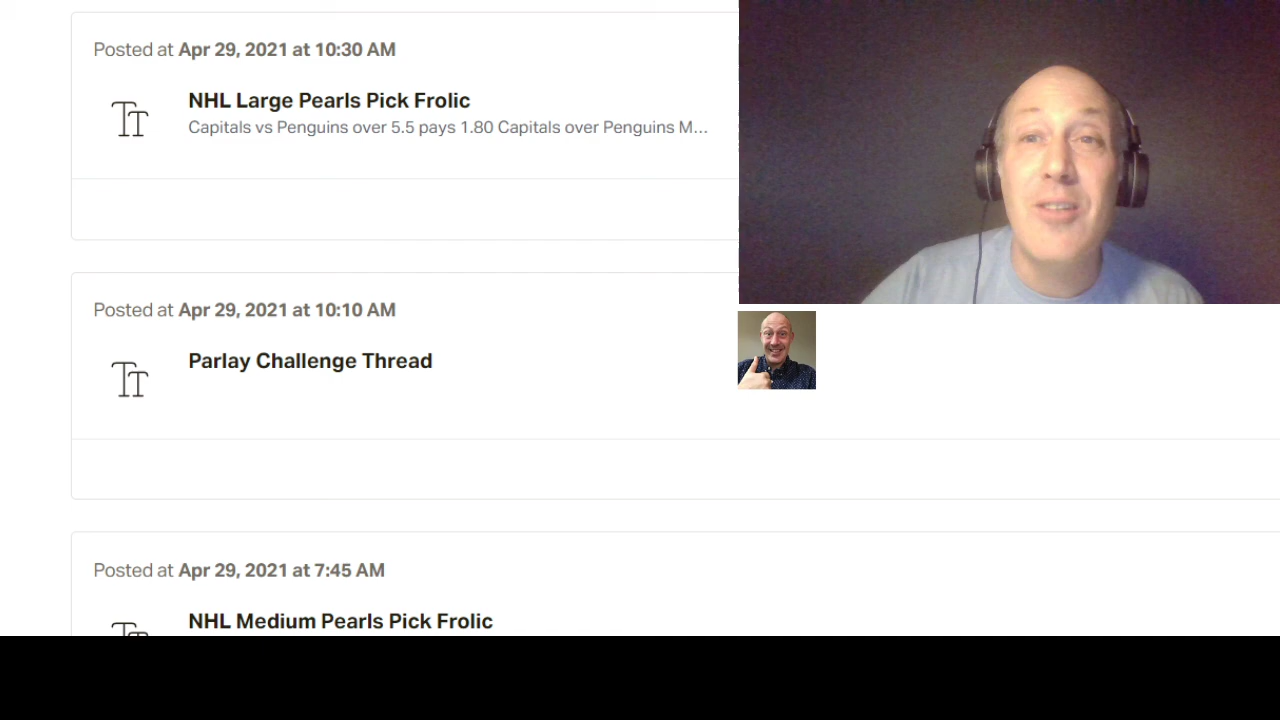 Posted at Apr 29, 2021 at 10:30 AM
NHL Large Pearls Pick Frolic
Capitals vs Penguins over 5.5 pays 1.80 Capitals over Penguins M...
Posted at Apr 29, 2021 at 10:10 AM
Parlay Challenge Thread
Posted at Apr 29, 2021 at 7:45 AM
NHL Medium Pearls Pick Frolic